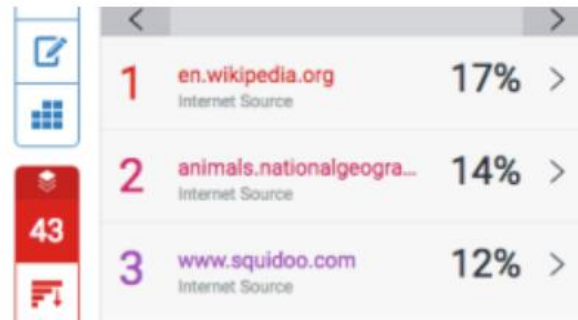 1 en.wikipedia.org 17%
Internet Source
2 animals.nationalgeogra... 14%
Internet Source
43
3 www.squidoo.com 12%
Internet Source